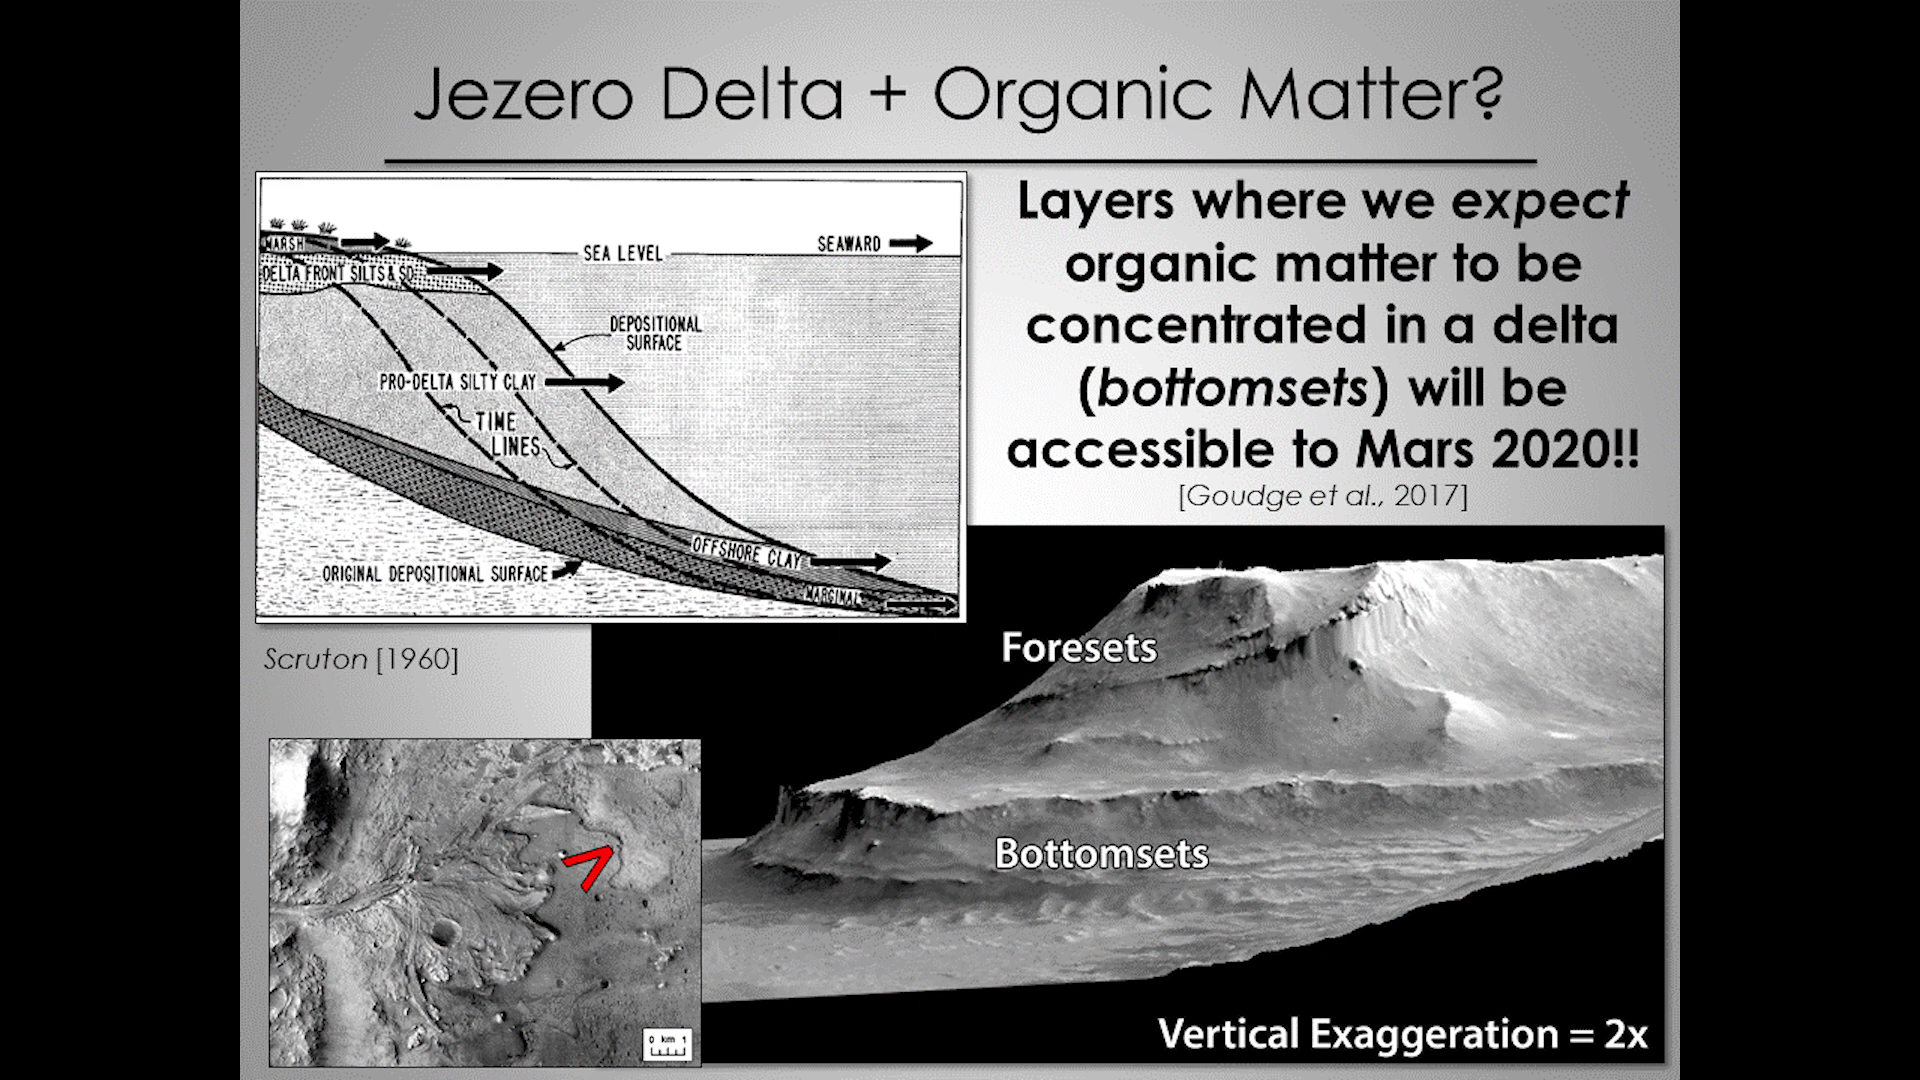 Jezero Delta + Organic Matter?
MARSH
DELTA FRONT SILTS & SD.
SEA LEVEL
SEAWARD
DEPOSITIONAL
SURFACE
PRO-DELTA SILTY CLAY
TIME
LINES
OFFSHORE CLAY
ORIGINAL DEPOSITIONAL SURFACE
MARGINAL
Scruton [1960]
Layers where we expect
organic matter to be
concentrated in a delta
(bottomsets) will be
accessible to Mars 2020!!
[Goudge et al., 2017]
Foresets
Bottomsets
Vertical Exaggeration = 2x
0 km 1